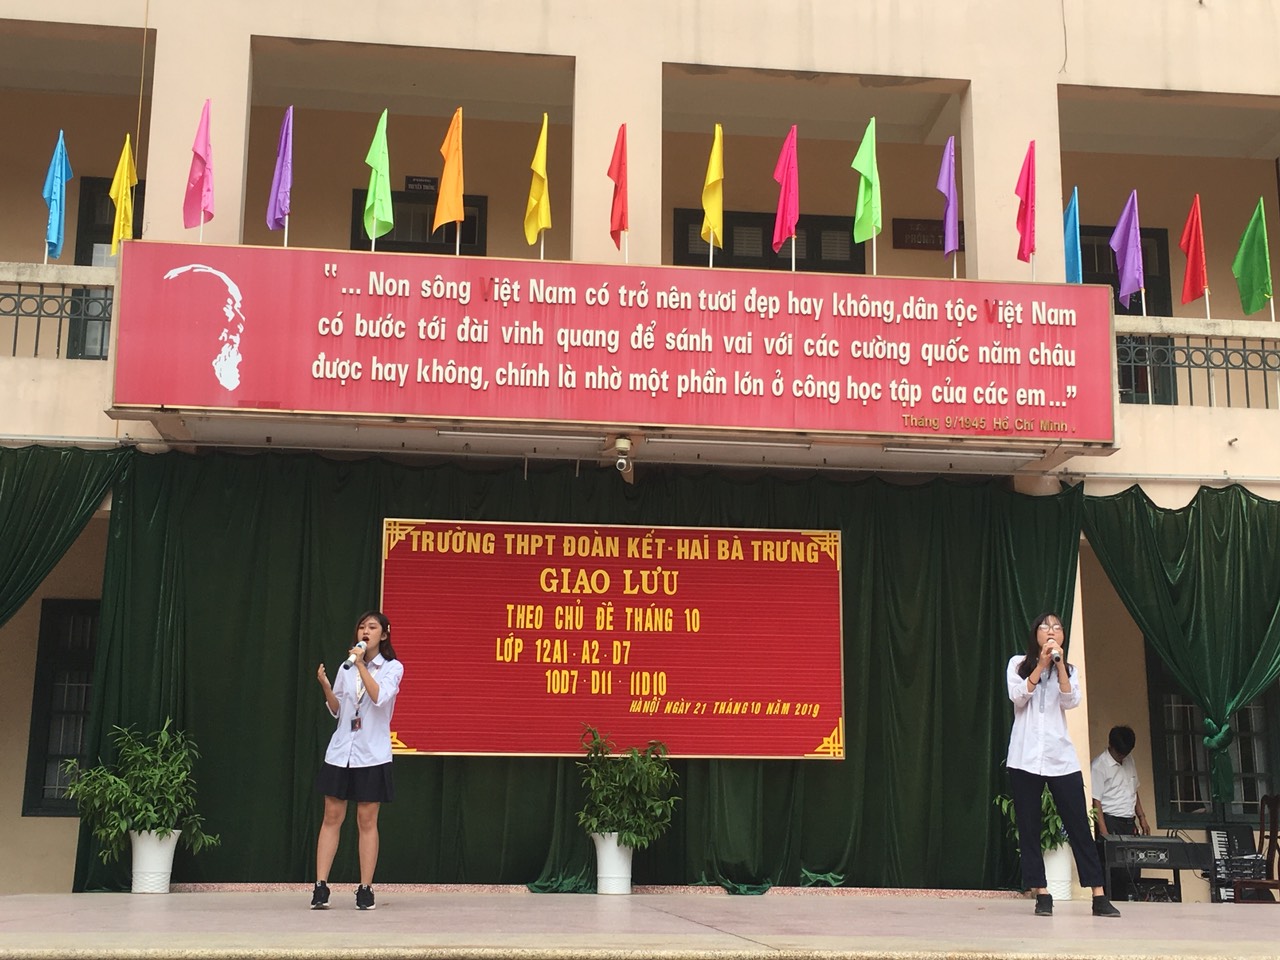 "... Non sông Việt Nam có trở nên tươi đẹp hay không, dân tộc Việt Nam
có bước tới đài vinh quang để sánh vai với các cường quốc năm châu
được hay không, chính là nhờ một phần lớn ở công học tập của các em ..."
Tháng 9/1945 Hồ Chí Minh.
TRƯỜNG THPT ĐOÀN KẾT-HAI BÀ TRƯNG
GIAO LƯU
THEO CHỦ ĐỀ THÁNG 10
LỚP 12A1 · A2 · D7
10D7 · D11 · 11D10
HÀNỘI NGÀY 21 THÁNG 10 NĂM 2019